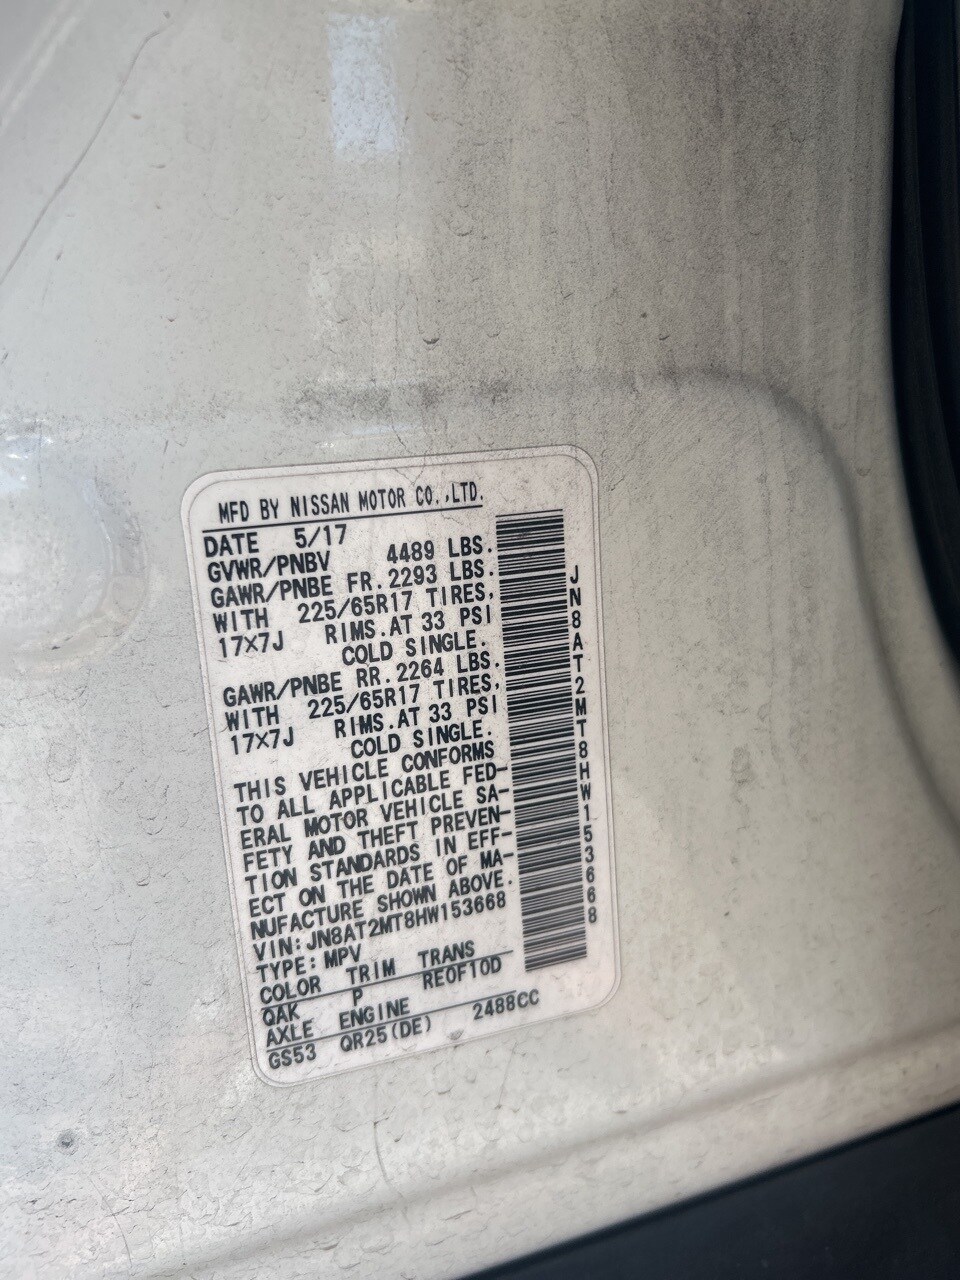 MFD BY NISSAN MOTOR CO.,LTD.
DATE 5/17
GVWR/PNBV 4489 LBS.
GAWR/PNBE FR.2293 LBS.
WITH 225/65R17 TIRES,
17X7J RIMS.AT 33 PSI
COLD SINGLE.
GAWR/PNBE RR.2264 LBS.
WITH 225/65R17 TIRES,
17X7J RIMS.AT 33 PSI
COLD SINGLE.
THIS VEHICLE CONFORMS
TO ALL APPLICABLE FED-
ERAL MOTOR VEHICLE SA-
FETY AND THEFT PREVEN-
TION STANDARDS IN EFF-
ECT ON THE DATE OF MA-
NUFACTURE SHOWN ABOVE.
VIN:JN8AT2MT8HW153668
TYPE:MPV
COLOR TRIM TRANS
QAK P RE0F10D
AXLE ENGINE
GS53 QR25(DE) 2488CC
JN8AT2MT8HW153668